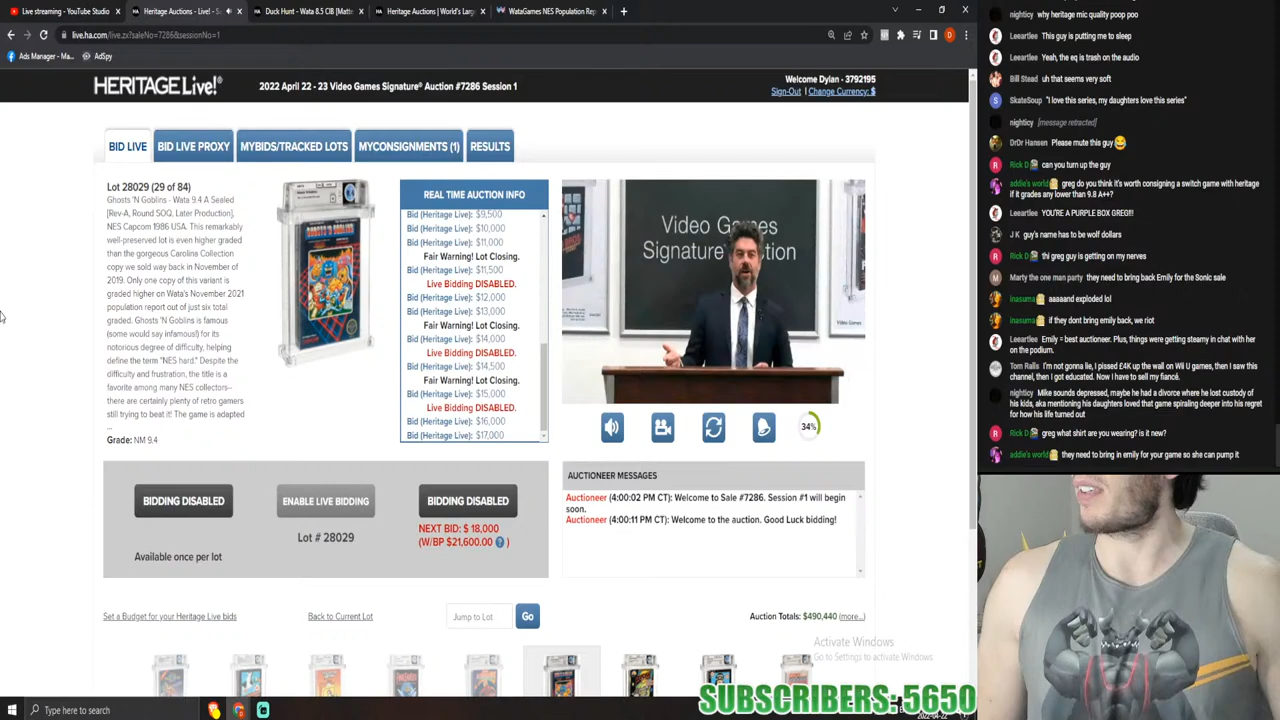 Live streaming - YouTube Studio
Heritage Auctions - Live! - S
Duck Hunt - Wata 8.5 CIB [Matte
Heritage Auctions | World's Larg
WataGames NES Population Rep
live.ha.com/live.zx?saleNo=7286&sessionNo=1
Ads Manager - Ma...
AdSpy
HERITAGE Live!
2022 April 22 - 23 Video Games Signature® Auction #7286 Session 1
Welcome Dylan - 3792195
Sign-Out | Change Currency: $
BID LIVE
BID LIVE PROXY
MYBIDS/TRACKED LOTS
MYCONSIGNMENTS (1)
RESULTS
Lot 28029 (29 of 84)
Ghosts 'N Goblins - Wata 9.4 A Sealed
[Rev-A, Round SOQ, Later Production],
NES Capcom 1986 USA. This remarkably
well-preserved lot is even higher graded
than the gorgeous Carolina Collection
copy we sold way back in November of
2019. Only one copy of this variant is
graded higher on Wata's November 2021
population report out of just six total
graded. Ghosts 'N Goblins is famous
(some would say infamous!) for its
notorious degree of difficulty, helping
define the term "NES hard." Despite the
difficulty and frustration, the title is a
favorite among many NES collectors--
there are certainly plenty of retro gamers
still trying to beat it! The game is adapted
...
Grade: NM 9.4
REAL TIME AUCTION INFO
Bid (Heritage Live): $9,500
Bid (Heritage Live): $10,000
Bid (Heritage Live): $11,000
Fair Warning! Lot Closing.
Bid (Heritage Live): $11,500
Live Bidding DISABLED.
Bid (Heritage Live): $12,000
Bid (Heritage Live): $13,000
Fair Warning! Lot Closing.
Bid (Heritage Live): $14,000
Live Bidding DISABLED.
Bid (Heritage Live): $14,500
Fair Warning! Lot Closing.
Bid (Heritage Live): $15,000
Live Bidding DISABLED.
Bid (Heritage Live): $16,000
Bid (Heritage Live): $17,000
Video Games
Signature Auction
34%
BIDDING DISABLED
ENABLE LIVE BIDDING
BIDDING DISABLED
Available once per lot
Lot # 28029
NEXT BID: $ 18,000
(W/BP $21,600.00 )
AUCTIONEER MESSAGES
Auctioneer (4:00:02 PM CT): Welcome to Sale #7286. Session #1 will begin
soon.
Auctioneer (4:00:11 PM CT): Welcome to the auction. Good Luck bidding!
Set a Budget for your Heritage Live bids
Back to Current Lot
Jump to Lot
Go
Auction Totals: $490,440 (more...)
Activate Windows
Go to Settings to activate Windows
Type here to search
SUBSCRIBERS: 5650
nighticy why heritage mic quality poop poo
Leeartlee This guy is putting me to sleep
Leeartlee Yeah, the eq is trash on the audio
Bill Stead uh that seems very soft
SkateSoup "I love this series, my daughters love this series"
nighticy [message retracted]
DrDr Hansen Please mute this guy
Rick D can you turn up the guy
addie's world greg do you think it's worth consigning a switch game with heritage
if it grades any lower than 9.8 A++?
Leeartlee YOU'RE A PURPLE BOX GREG!!!
J K guy's name has to be wolf dollars
Rick D thi greg guy is getting on my nerves
Marty the one man party they need to bring back Emily for the Sonic sale
inasuma aaaaand exploded lol
inasuma if they dont bring emily back, we riot
Leeartlee Emily = best auctioneer. Plus, things were getting steamy in chat with her
on the podium.
Tom Ralls I'm not gonna lie, I pissed £4K up the wall on Wii U games, then I saw this
channel, then I got educated. Now I have to sell my fiancé.
nighticy Mike sounds depressed, maybe he had a divorce where he lost custody of
his kids, aka mentioning his daughters loved that game spiraling deeper into his regret
for how his life turned out
Rick D greg what shirt are you wearing? is it new?
addie's world they need to bring in emily for your game so she can pump it